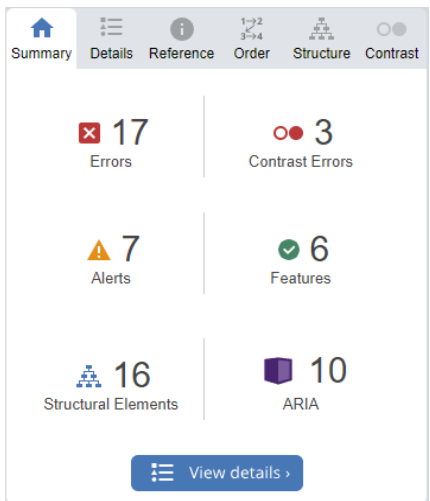 1→2
3→4
Summary Details Reference Order Structure Contrast
17
Errors
3
Contrast Errors
7
Alerts
6
Features
16
Structural Elements
10
ARIA
View details ›